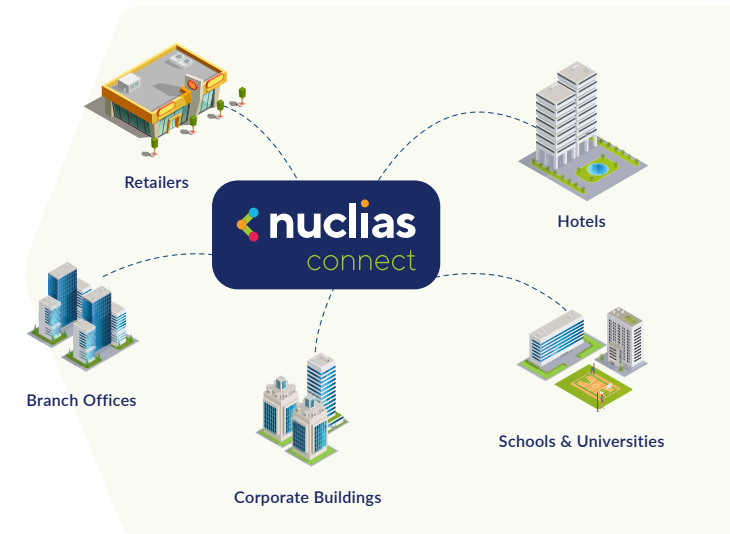 Retailers
nuclias
connect
Hotels
Branch Offices
Schools & Universities
Corporate Buildings